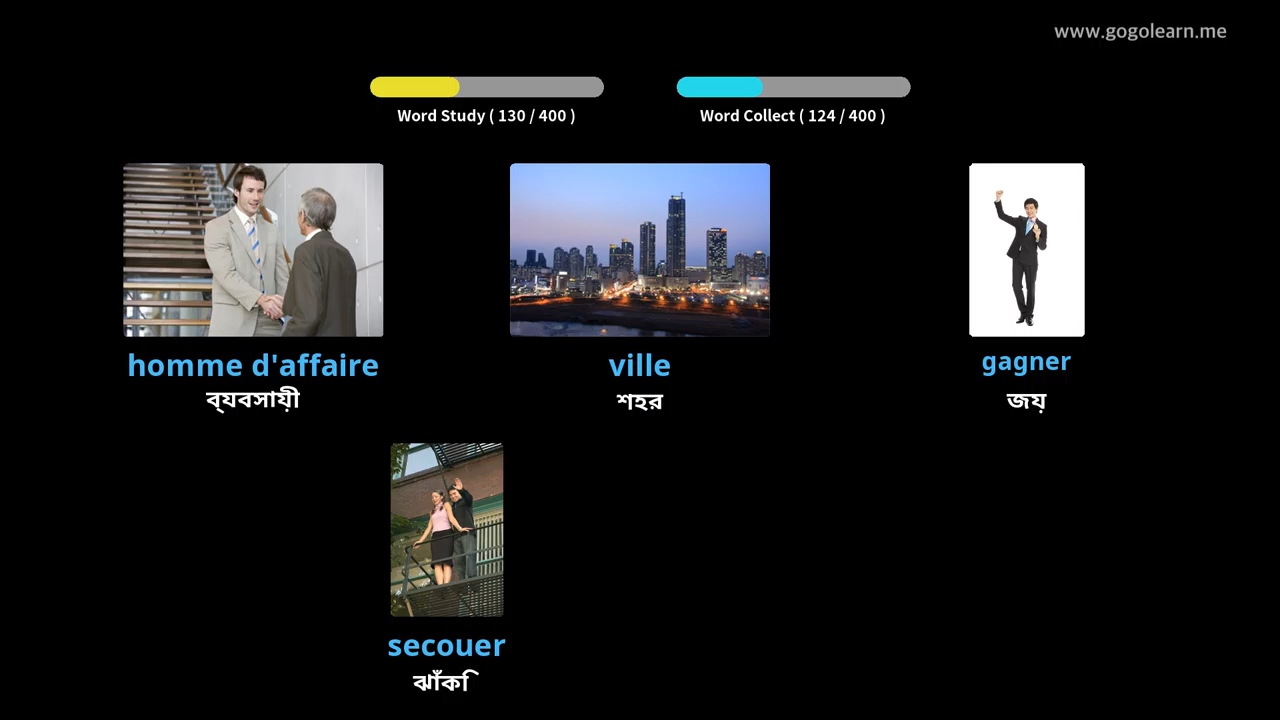 www.gogolearn.me
Word Study ( 130 / 400 )
Word Collect ( 124 / 400 )
homme d'affaire
ব্যবসায়ী
ville
শহর
gagner
জয়
secouer
ঝাঁকি